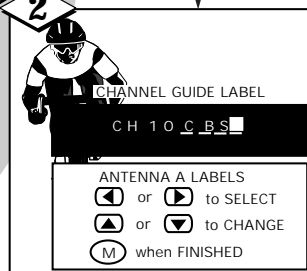 2
CHANNEL GUIDE LABEL
CH 10 CBS
ANTENNA A LABELS
or to SELECT
or to CHANGE
M when FINISHED